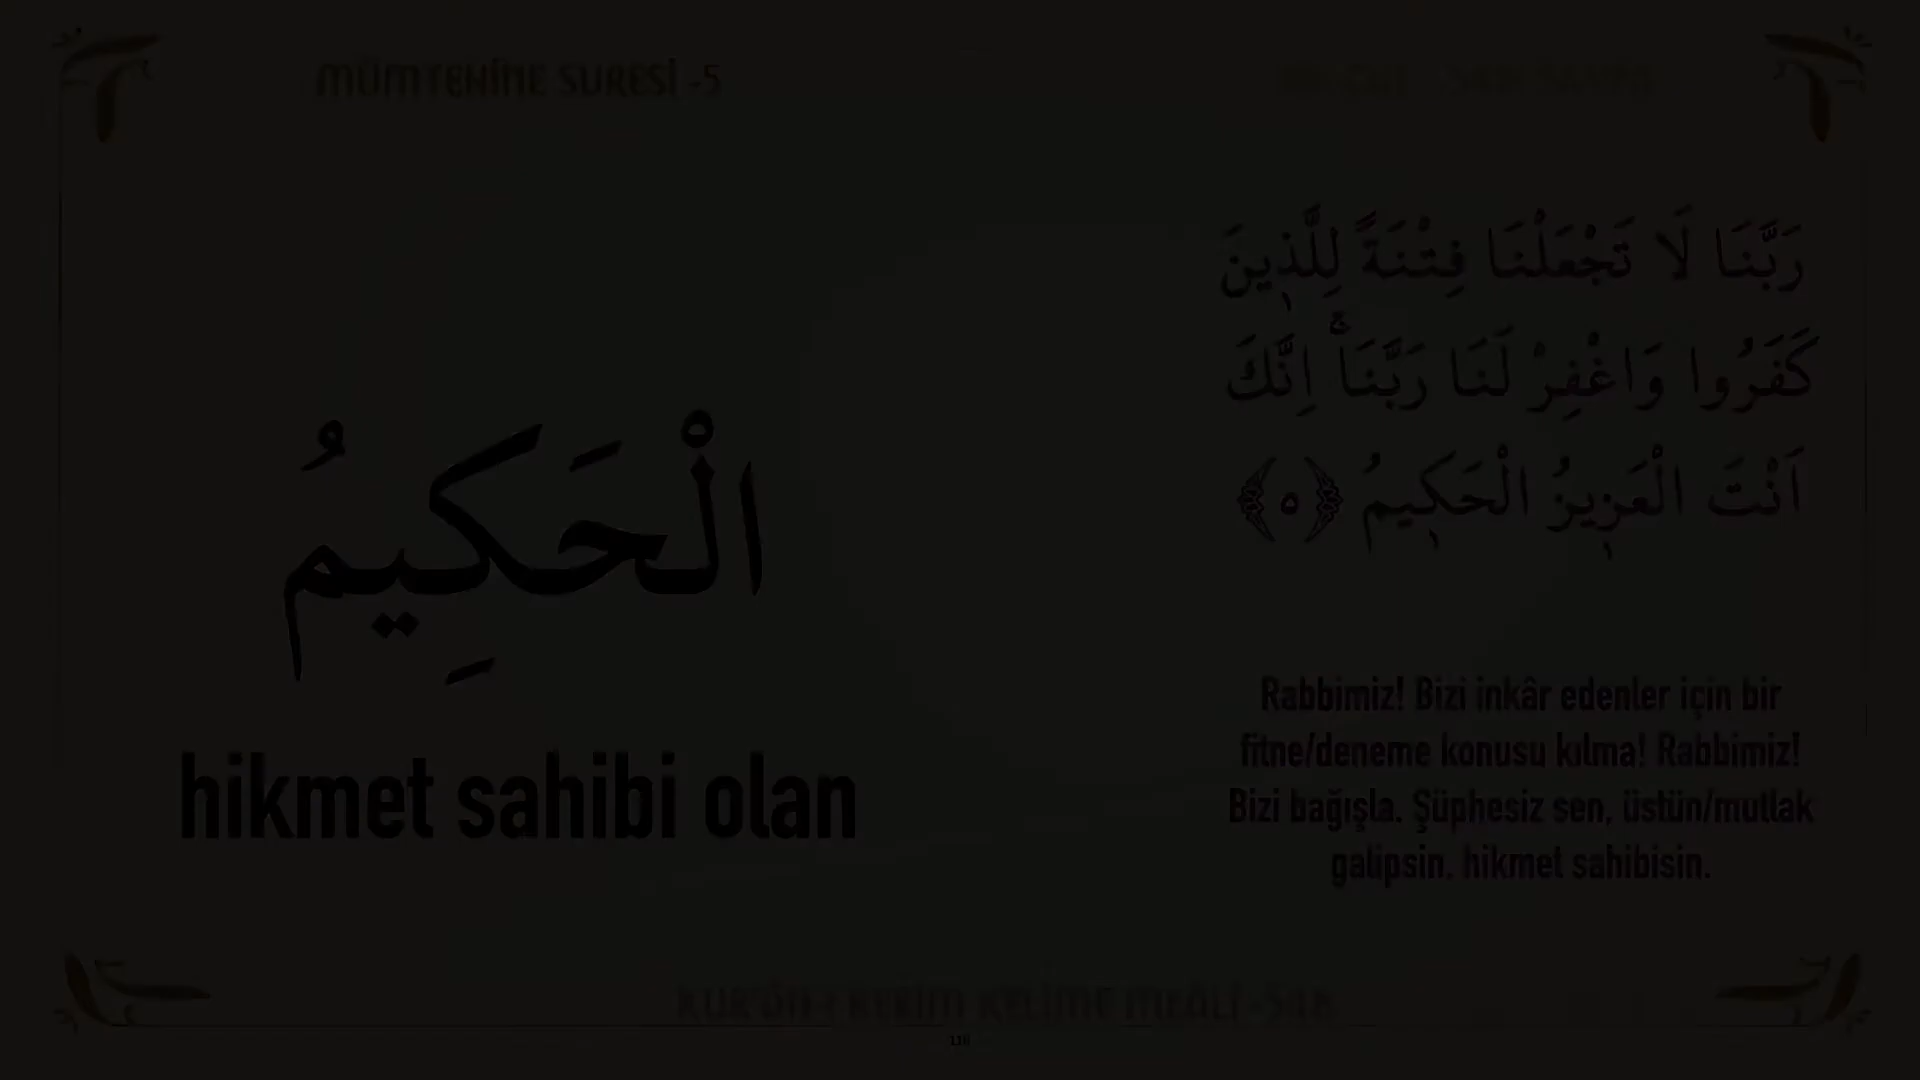 MÜMTEHİNE SURESİ -5
الْحَكِيمُ
hikmet sahibi olan
رَبَّنَا لَا تَجْعَلْنَا فِتْنَةً لِلَّذ۪ينَ
كَفَرُوا وَاغْفِرْ لَنَا رَبَّنَاۚ اِنَّكَ
اَنْتَ الْعَز۪يزُ الْحَك۪يمُ ﴿٥﴾
Rabbimiz! Bizi inkâr edenler için bir
fitne/deneme konusu kılma! Rabbimiz!
Bizi bağışla. Şüphesiz sen, üstün/mutlak
galipsin, hikmet sahibisin.
KUR'ÂN-I KERİM KELİME MEÂLİ -548